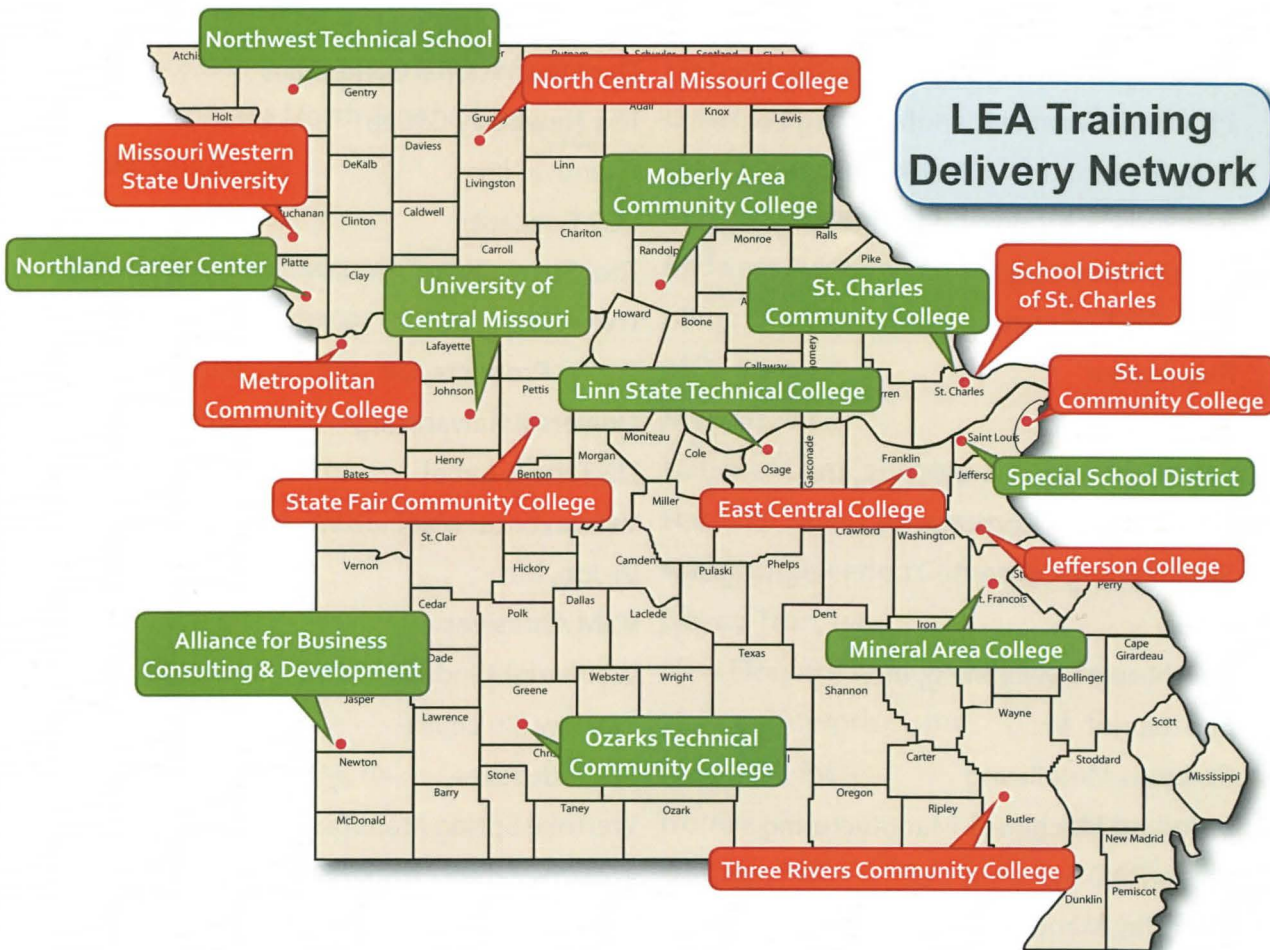 LEA Training
Delivery Network
Northwest Technical School
North Central Missouri College
Missouri Western
State University
Moberly Area
Community College
Northland Career Center
University of
Central Missouri
St. Charles
Community College
School District
of St. Charles
Metropolitan
Community College
Linn State Technical College
St. Louis
Community College
State Fair Community College
East Central College
Special School District
Jefferson College
Alliance for Business
Consulting & Development
Mineral Area College
Ozarks Technical
Community College
Three Rivers Community College
Gentry
Holt
Adair
Knox
Lewis
DeKalb
Daviess
Linn
Livingston
Clinton
Caldwell
Chariton
Monroe
Ralls
Platte
Clay
Carroll
Pike
Howard
Boone
Lafayette
Callaway
Johnson
Pettis
St. Charles
Saint Louis
Moniteau
Cole
Osage
Gasconade
Franklin
Henry
Morgan
Bates
Benton
Miller
St. Clair
Crawford
Washington
Vernon
Hickory
Camden
Pulaski
Phelps
Perry
Cedar
Polk
Dallas
Laclede
Dent
Iron
Dade
Texas
Cape
Girardeau
Bollinger
Jasper
Greene
Webster
Wright
Shannon
Wayne
Scott
Lawrence
Newton
Stone
Carter
Stoddard
Mississippi
Barry
Taney
Ozark
Oregon
Ripley
Butler
McDonald
New Madrid
Dunklin
Pemiscot